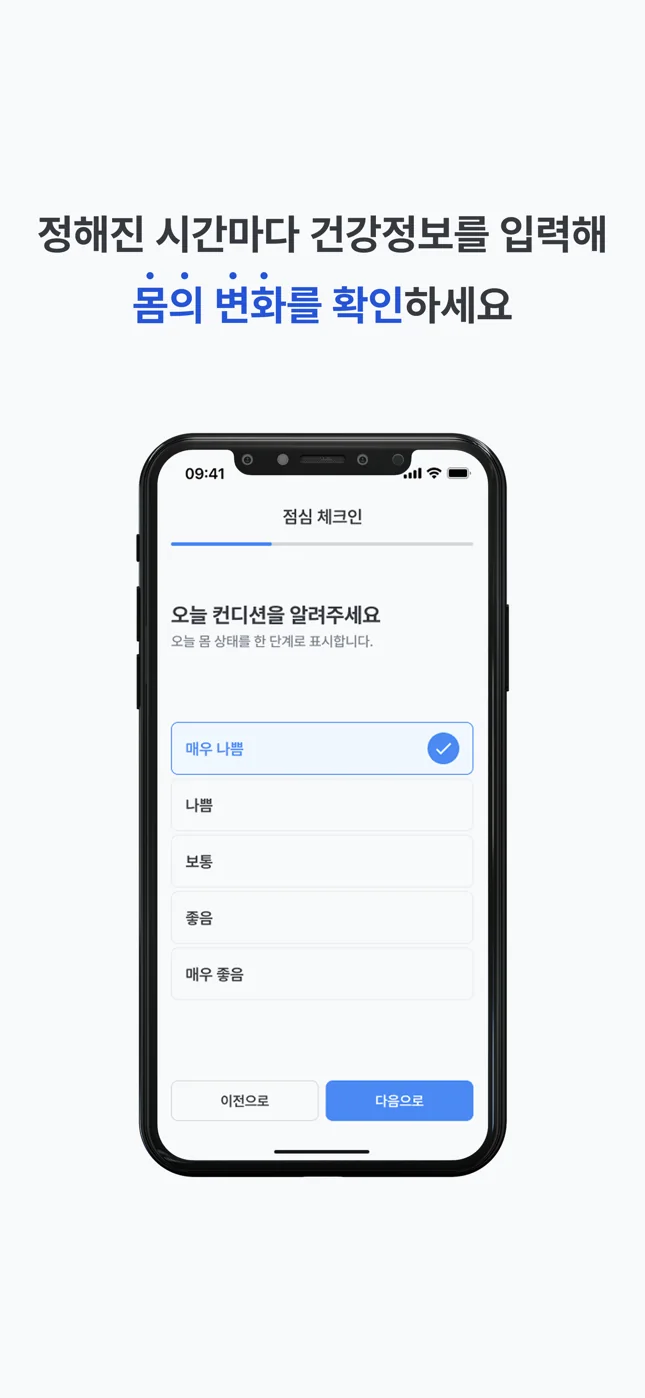 정해진 시간마다 건강정보를 입력해
몸의 변화를 확인하세요
09:41
점심 체크인
오늘 컨디션을 알려주세요
오늘 몸 상태를 한 단계로 표시합니다.
매우 나쁨
나쁨
보통
좋음
매우 좋음
이전으로 다음으로